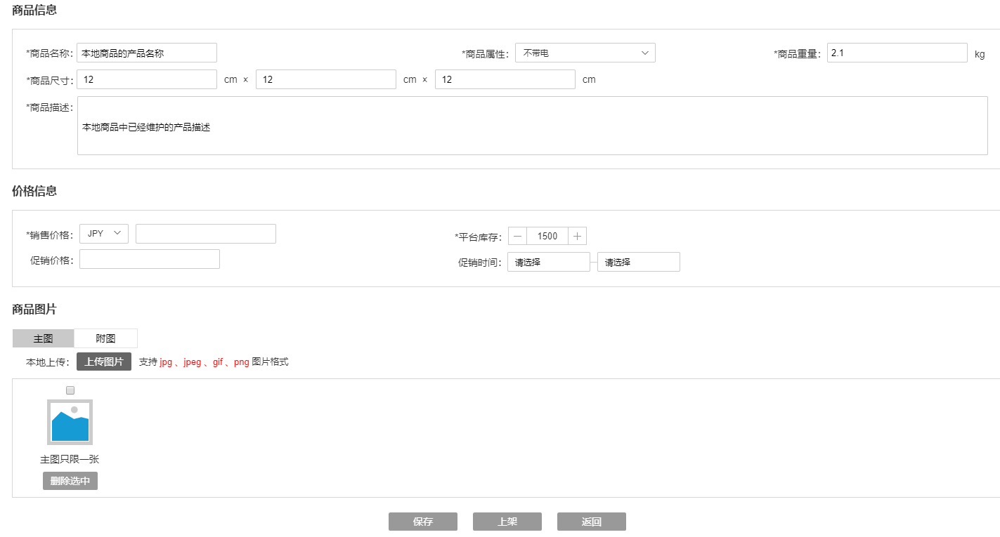 商品信息
*商品名称: 本地商品的产品名称 *商品属性: 不带电 *商品重量: 2.1 kg
*商品尺寸: 12 cm × 12 cm × 12 cm
*商品描述: 本地商品中已经维护的产品描述
价格信息
*销售价格: JPY *平台库存: 1500
促销价格: 促销时间: 请选择 请选择
商品图片
主图 附图
本地上传: 上传图片 支持 jpg 、jpeg 、gif 、png 图片格式
主图只限一张
删除选中
保存 上架 返回